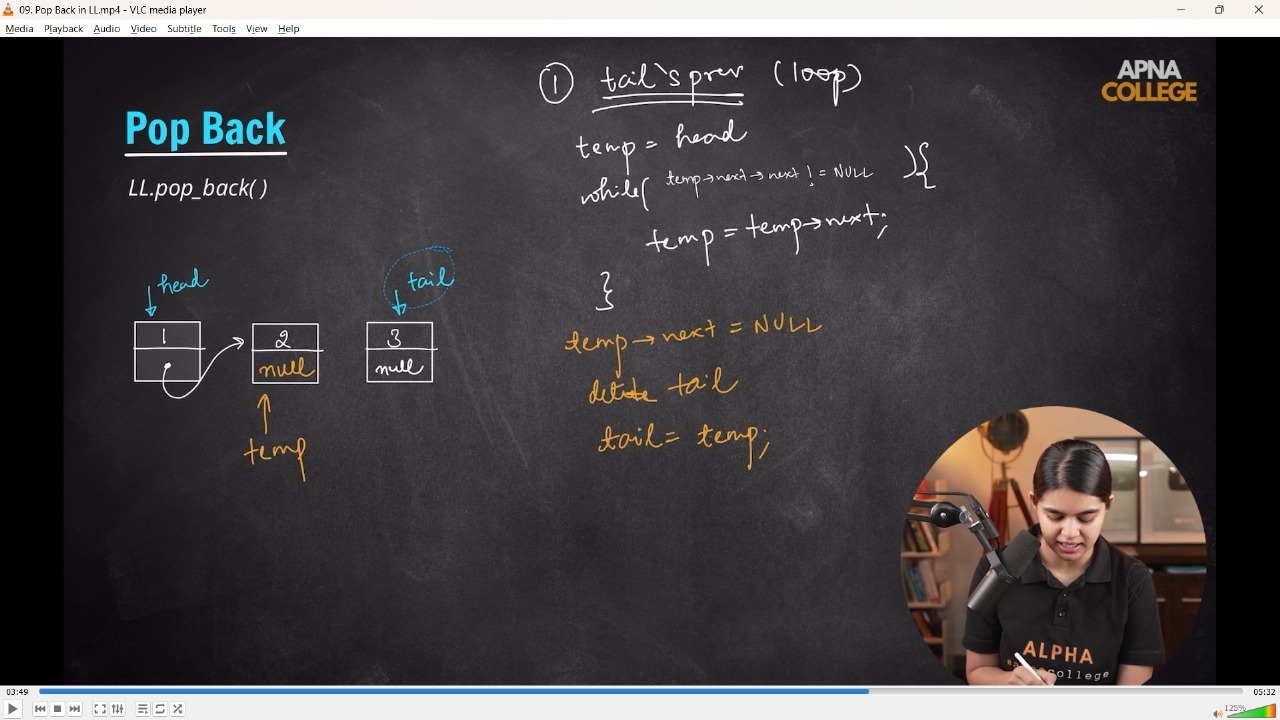 09. Pop Back in LL.mp4 - VLC media player
Media Playback Audio Video Subtitle Tools View Help
① tail's prev (loop)
APNA
COLLEGE
Pop Back
LL.pop_back( )
temp = head
while( temp→next→next != NULL ){
temp = temp→next;
}
head
tail
1
2
3
null
null
temp
temp→next = NULL
delete tail
tail = temp;
ALPHA
College
03:49
05:32
125%